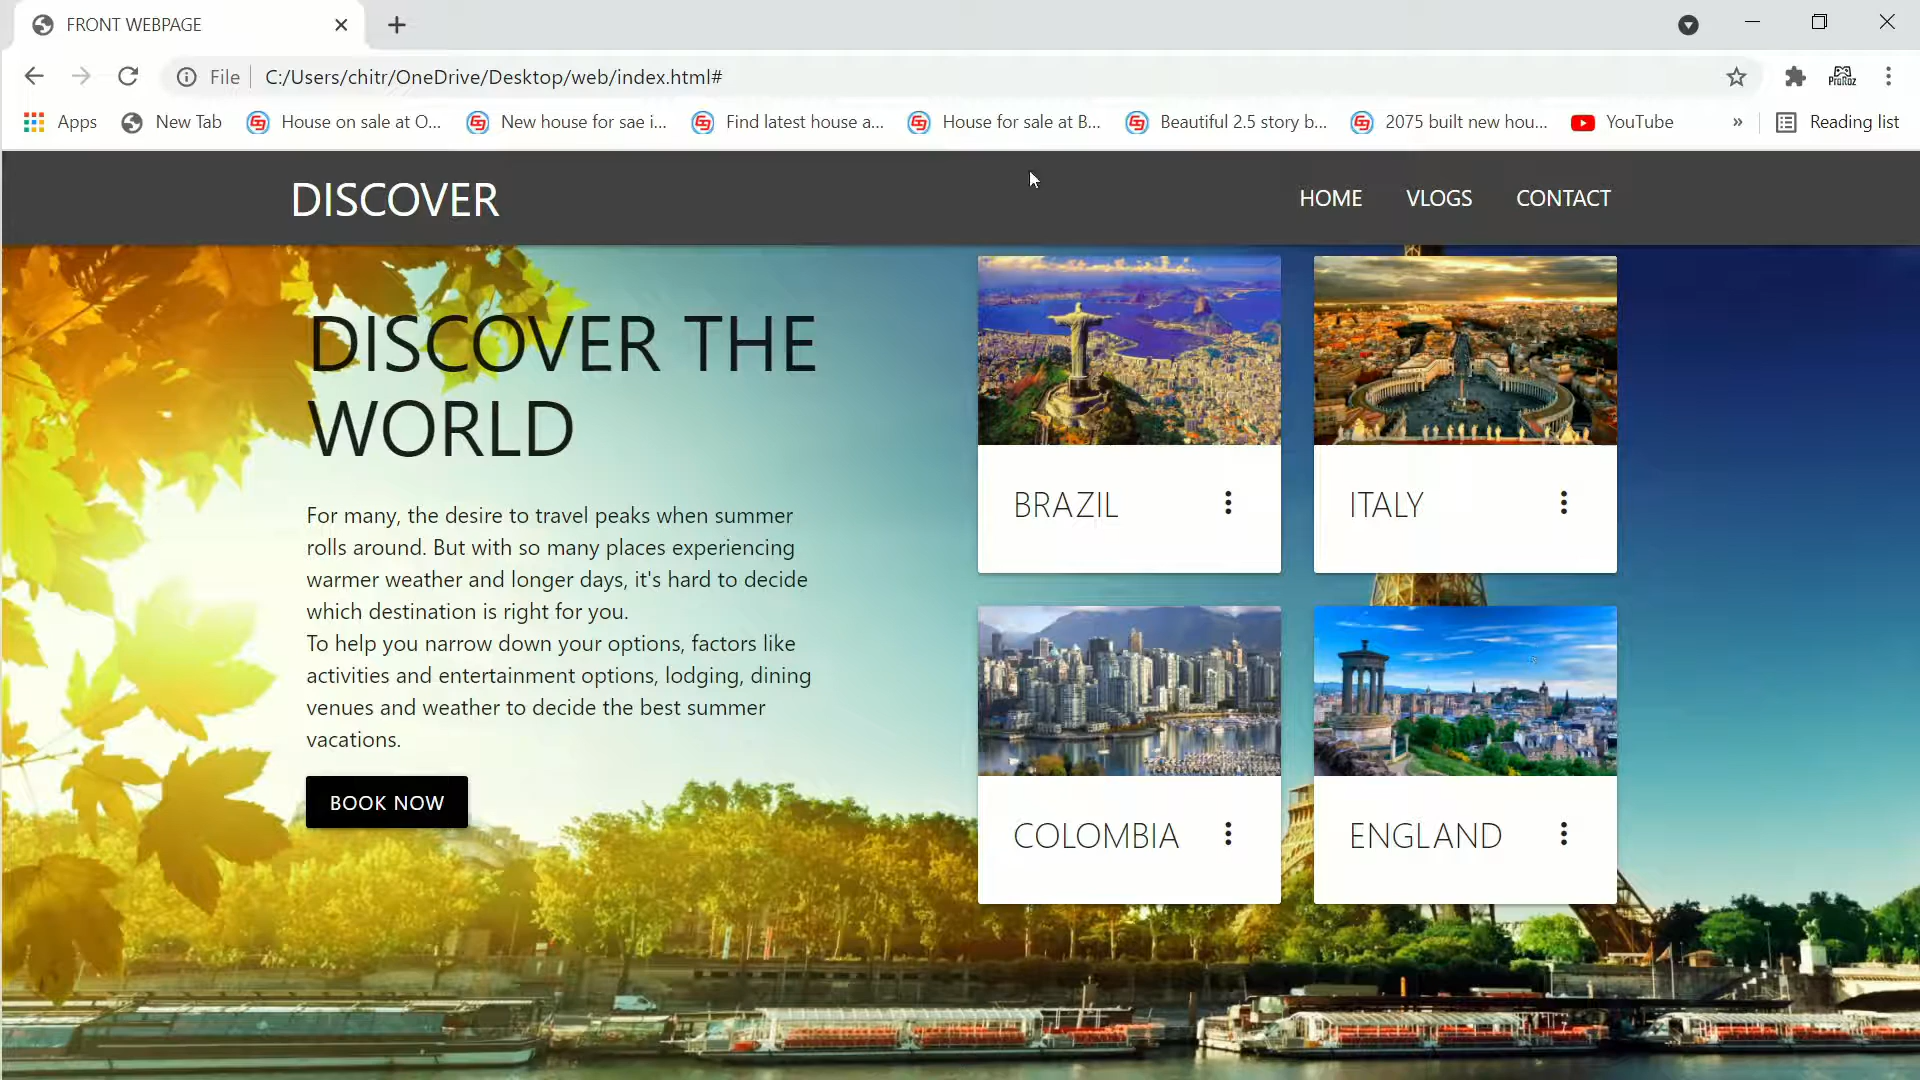 FRONT WEBPAGE
File C:/Users/chitr/OneDrive/Desktop/web/index.html#
Apps New Tab House on sale at O... New house for sae i... Find latest house a... House for sale at B... Beautiful 2.5 story b... 2075 built new hou... YouTube » Reading list
DISCOVER HOME VLOGS CONTACT
DISCOVER THE
WORLD
For many, the desire to travel peaks when summer
rolls around. But with so many places experiencing
warmer weather and longer days, it's hard to decide
which destination is right for you.
To help you narrow down your options, factors like
activities and entertainment options, lodging, dining
venues and weather to decide the best summer
vacations.
BOOK NOW
BRAZIL
ITALY
COLOMBIA
ENGLAND